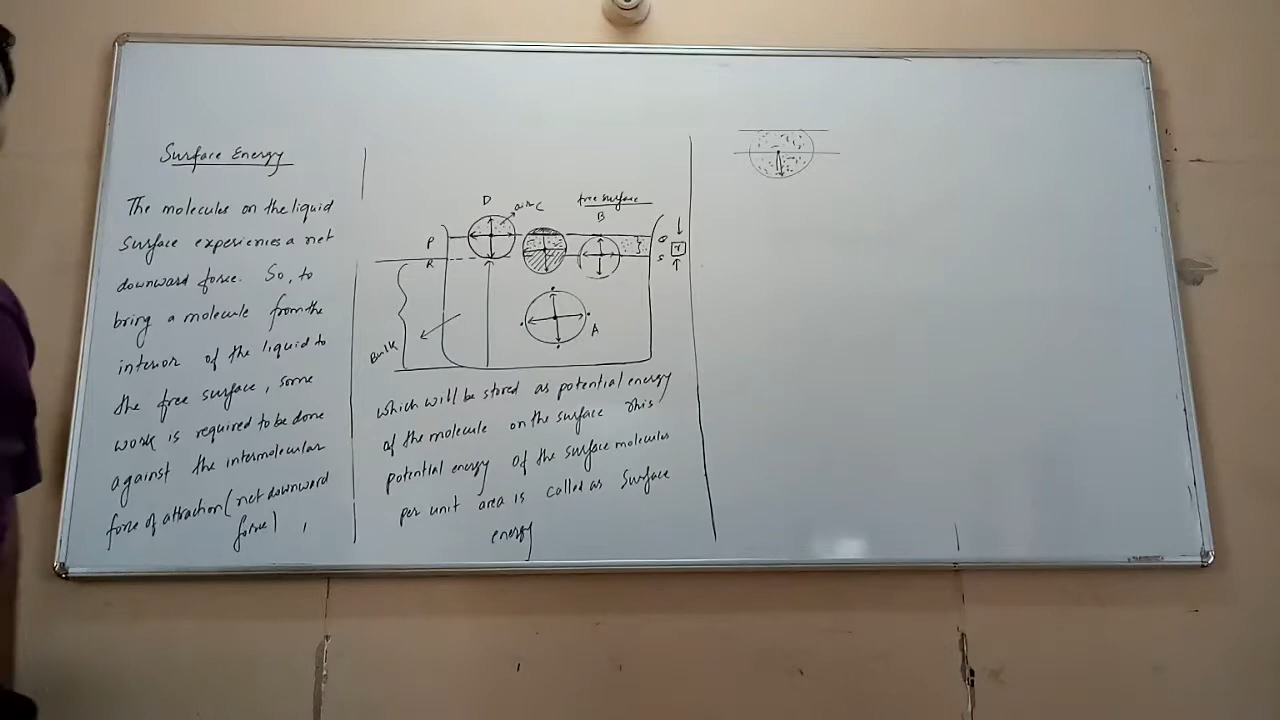 Surface Energy
The molecules on the liquid
surface experiences a net
downward force. So, to
bring a molecule from the
interior of the liquid to
the free surface, some
work is required to be done
against the intermolecular
force of attraction (net downward
force),
D
air
C
free surface
B
P
Q
R
S
r
A
Bulk
which will be stored as potential energy
of the molecule on the surface this
potential energy of the surface molecules
per unit area is called as Surface
energy